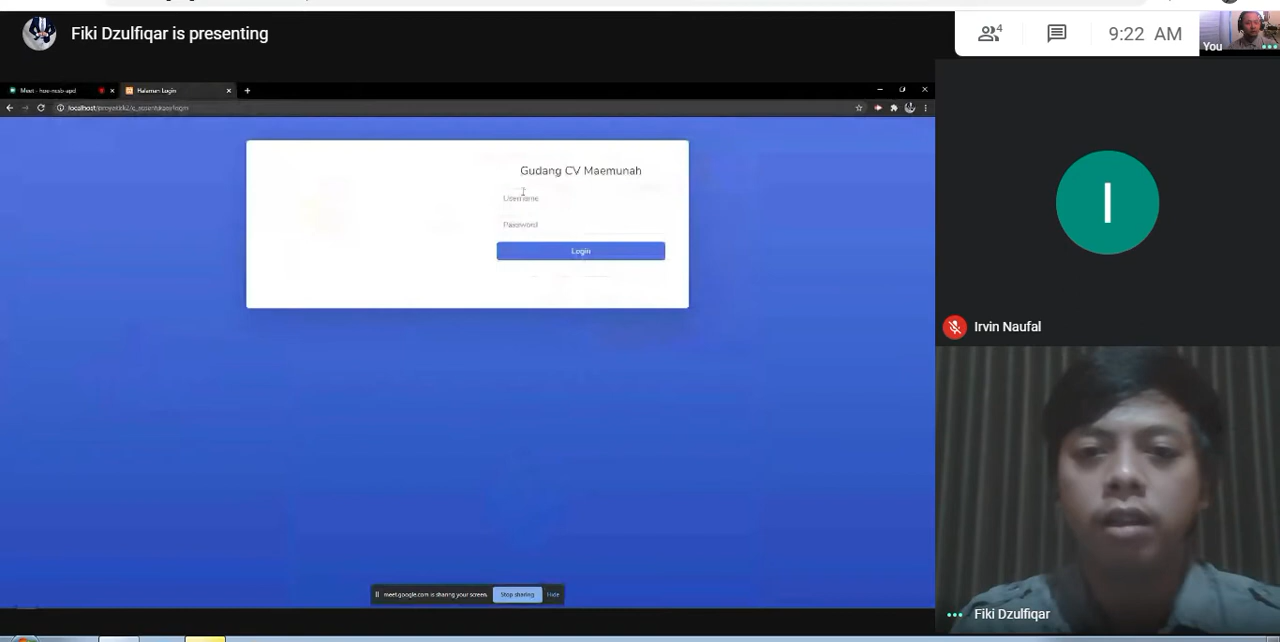 Fiki Dzulfiqar is presenting
4
9:22 AM
You
Halaman Login
Gudang CV Maemunah
Username
Password
Login
I
Irvin Naufal
meet.google.com is sharing your screen.
Stop sharing
Hide
Fiki Dzulfiqar